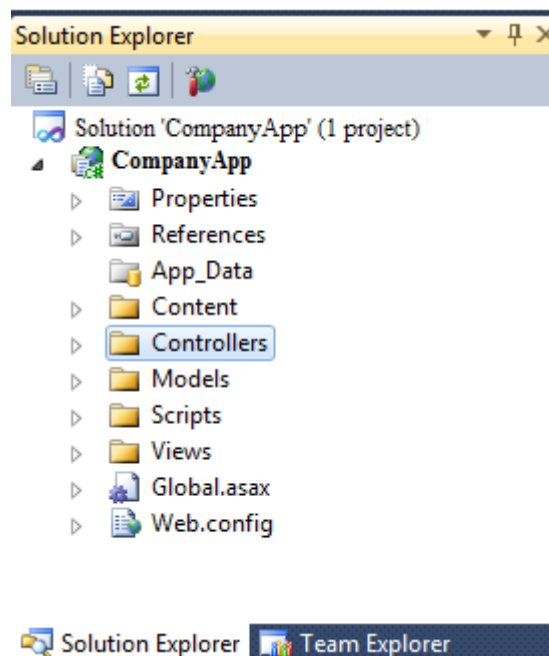 Solution Explorer
Solution 'CompanyApp' (1 project)
CompanyApp
Properties
References
App_Data
Content
Controllers
Models
Scripts
Views
Global.asax
Web.config
Solution Explorer Team Explorer